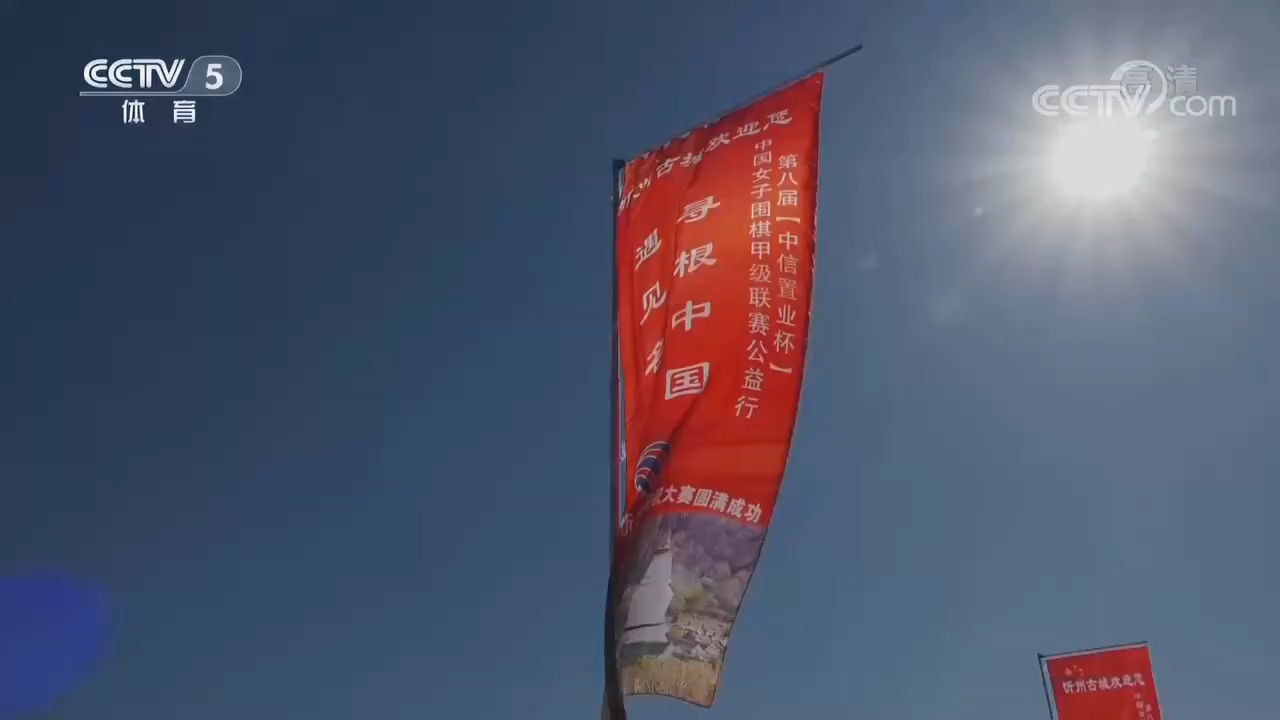 CCTV 5
体育
高清
CCTV.com
忻州古城欢迎您
第八届【中信置业杯】
中国女子围棋甲级联赛公益行
寻根中国
遇见
大赛圆满成功
忻州古城欢迎您